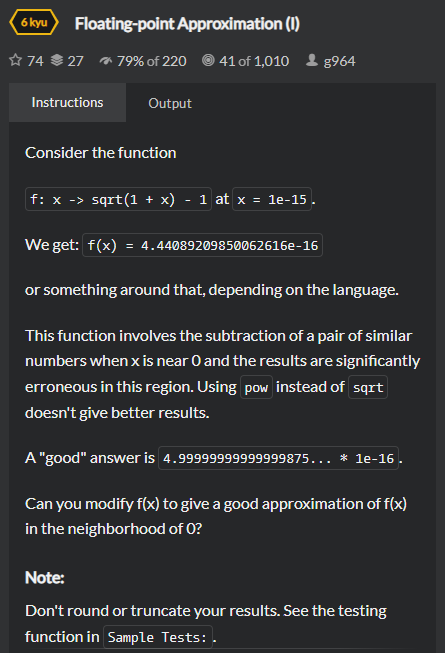 6 kyu Floating-point Approximation (I)
74 27 79% of 220 41 of 1,010 g964
Instructions Output
Consider the function
f: x -> sqrt(1 + x) - 1 at x = 1e-15.
We get: f(x) = 4.44089209850062616e-16
or something around that, depending on the language.
This function involves the subtraction of a pair of similar
numbers when x is near 0 and the results are significantly
erroneous in this region. Using pow instead of sqrt
doesn't give better results.
A "good" answer is 4.99999999999999875... * 1e-16.
Can you modify f(x) to give a good approximation of f(x)
in the neighborhood of 0?
Note:
Don't round or truncate your results. See the testing
function in Sample Tests:.